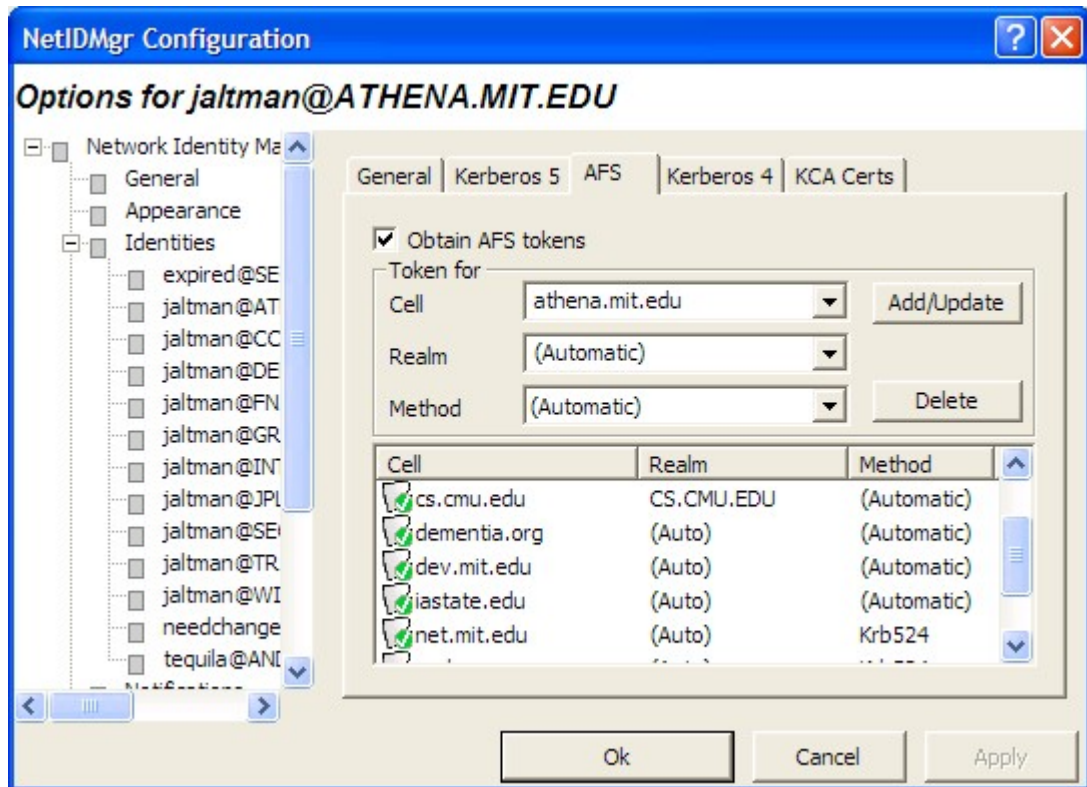 NetIDMgr Configuration
Options for jaltman@ATHENA.MIT.EDU
Network Identity Ma
General
Appearance
Identities
expired@SE
jaltman@AT
jaltman@CC
jaltman@DE
jaltman@FN
jaltman@GR
jaltman@INT
jaltman@JPL
jaltman@SE
jaltman@TR
jaltman@WI
needchange
tequila@AND
Notifications
General Kerberos 5 AFS Kerberos 4 KCA Certs
Obtain AFS tokens
Token for
Cell athena.mit.edu Add/Update
Realm (Automatic)
Method (Automatic) Delete
Cell Realm Method
cs.cmu.edu CS.CMU.EDU (Automatic)
dementia.org (Auto) (Automatic)
dev.mit.edu (Auto) (Automatic)
iastate.edu (Auto) (Automatic)
net.mit.edu (Auto) Krb524
Ok Cancel Apply